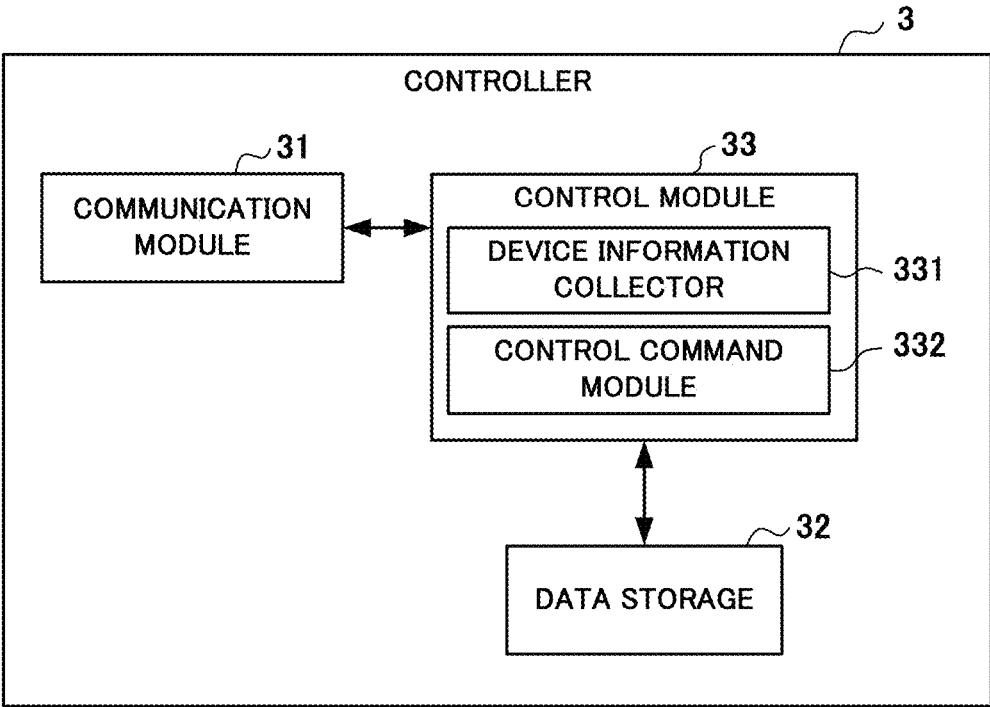 3
CONTROLLER
31
COMMUNICATION
MODULE
33
CONTROL MODULE
DEVICE INFORMATION
COLLECTOR
331
CONTROL COMMAND
MODULE
332
32
DATA STORAGE